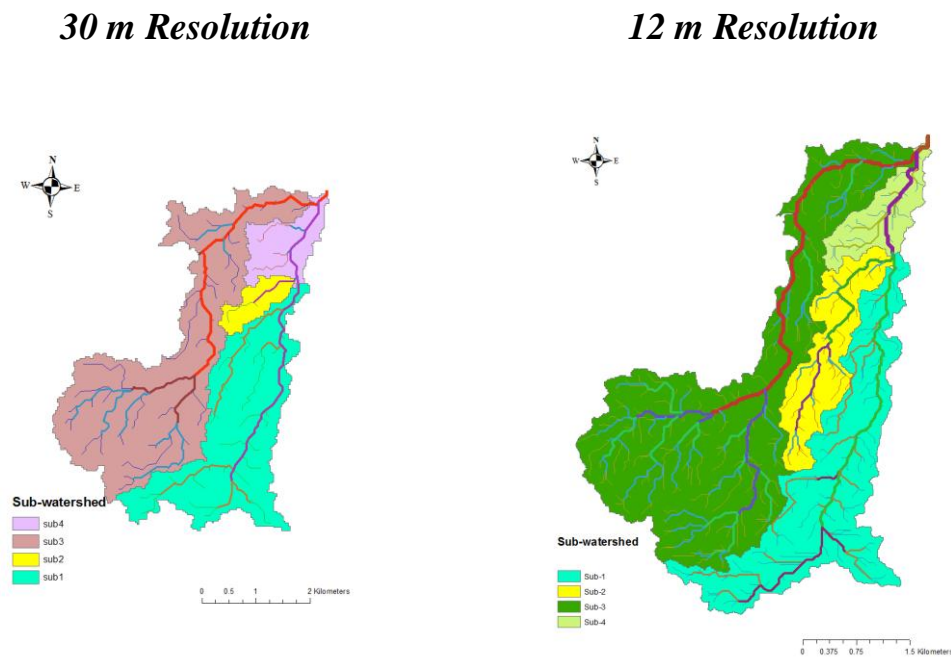 30 m Resolution
12 m Resolution
N
W E
S
N
W E
S
Sub-watershed
sub4
sub3
sub2
sub1
0 0.5 1 2 Kilometers
Sub-watershed
Sub-1
Sub-2
Sub-3
Sub-4
0 0.375 0.75 1.5 Kilometers